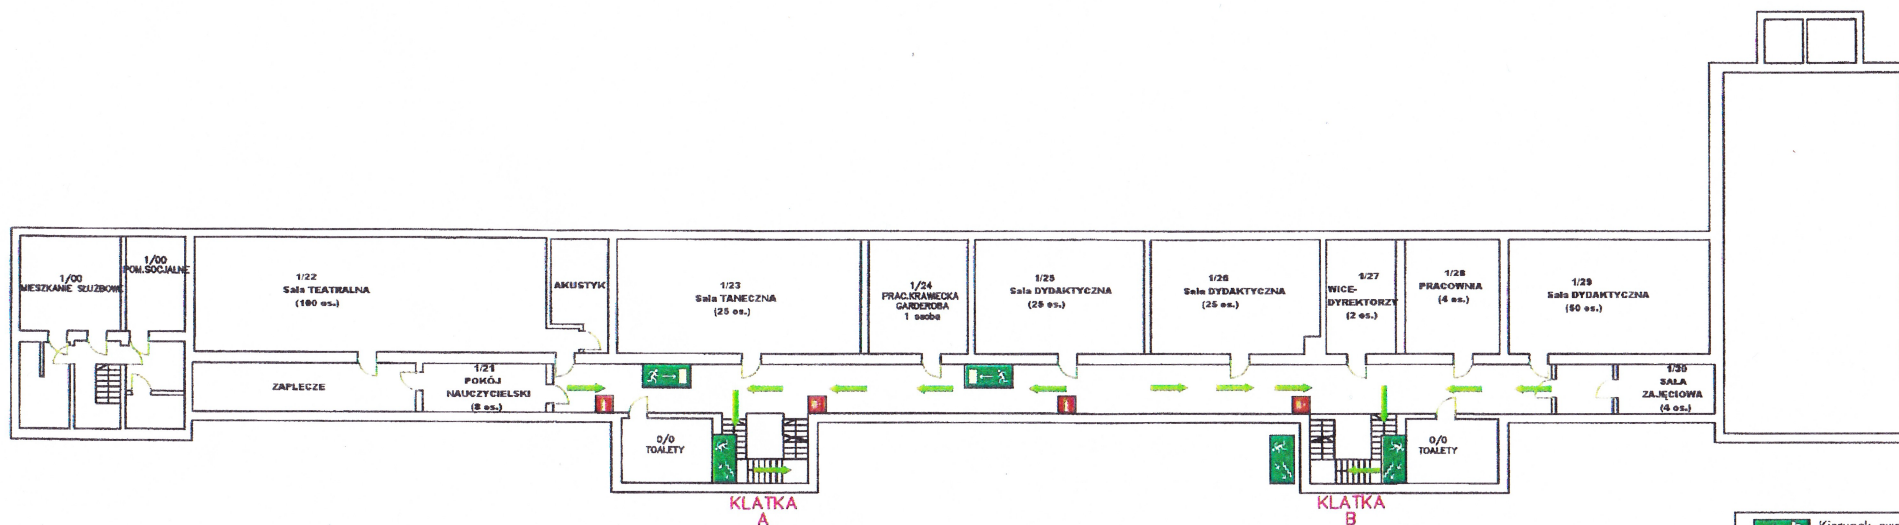 1/00
MIESZKANIE SŁUŻBOWE
1/00
POM.SOCJALNE
1/22
Sala TEATRALNA
(100 os.)
AKUSTYK
1/23
Sala TANECZNA
(25 os.)
1/24
PRAC.KRAWIECKA
GARDEROBA
1 osoba
1/25
Sala DYDAKTYCZNA
(25 os.)
1/26
Sala DYDAKTYCZNA
(25 os.)
1/27
WICE-
DYREKTORZY
(2 os.)
1/28
PRACOWNIA
(4 os.)
1/29
Sala DYDAKTYCZNA
(50 os.)
ZAPLECZE
1/21
POKÓJ
NAUCZYCIELSKI
(8 os.)
1/30
SALA
ZAJĘCIOWA
(4 os.)
0/0
TOALETY
0/0
TOALETY
KLATKA
A
KLATKA
B
Kierunek